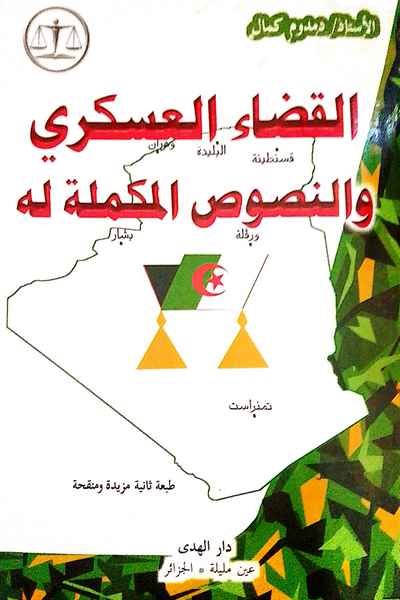 الأستاذ/ دمدوم كمال
القضاء العسكري
قسنطينة البليدة وهران
والنصوص المكملة له
ورقلة بشار
تمنراست
طبعة ثانية مزيدة ومنقحة
دار الهدى
عين مليلة * الجزائر